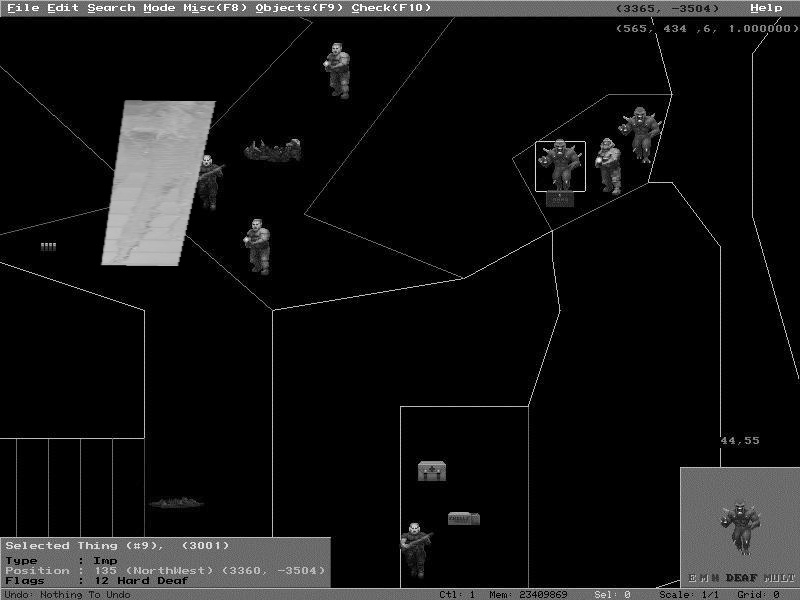 File Edit Search Mode Misc(F8) Objects(F9) Check(F10) (3365, -3504) Help
(565, 434 ,6, 1.000000)
44,55
Selected Thing (#9), (3001)
Type : Imp
Position : 135 (NorthWest) (3360, -3504)
Flags : 12 Hard Deaf
E M H DEAF MULT
Undo: Nothing To Undo Ctl: 1 Mem: 23409869 Sel: 0 Scale: 1/1 Grid: 0